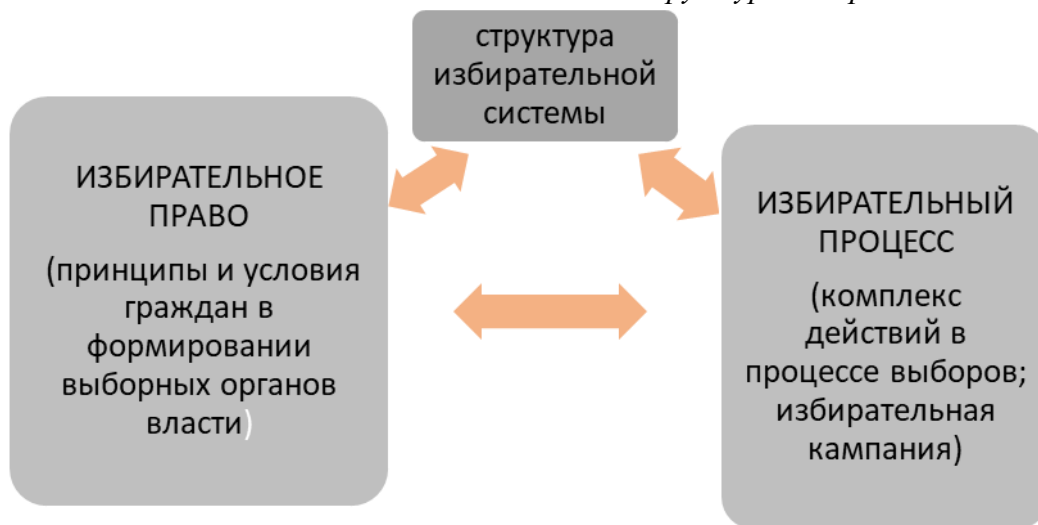 структура
избирательной
системы
ИЗБИРАТЕЛЬНОЕ
ПРАВО
(принципы и условия
граждан в
формировании
выборных органов
власти)
ИЗБИРАТЕЛЬНЫЙ
ПРОЦЕСС
(комплекс
действий в
процессе выборов;
избирательная
кампания)